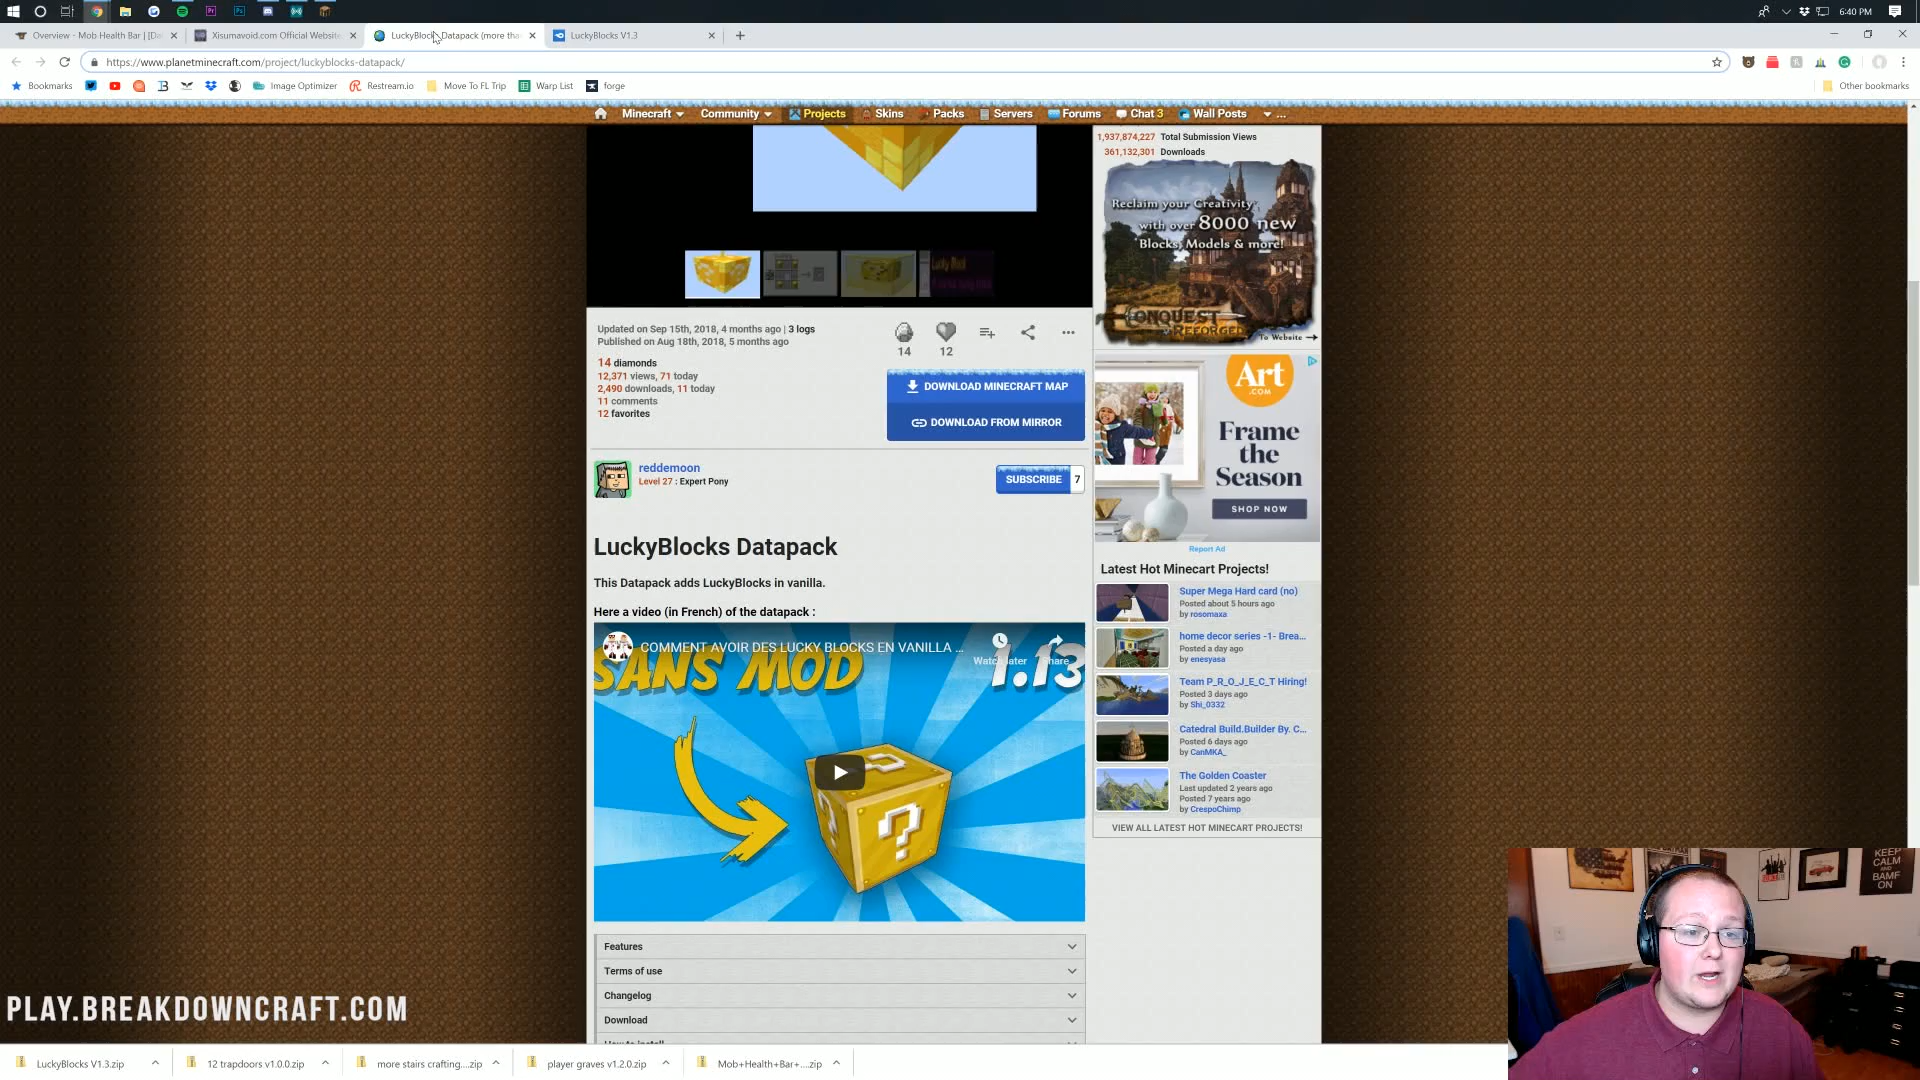 6:40 PM
Overview - Mob Health Bar | [Da
Xisumavoid.com Official Website
LuckyBlocks Datapack (more tha
LuckyBlocks V1.3
https://www.planetminecraft.com/project/luckyblocks-datapack/
Bookmarks
Image Optimizer
Restream.io
Move To FL Trip
Warp List
forge
Other bookmarks
Minecraft
Community
Projects
Skins
Packs
Servers
Forums
Chat 3
Wall Posts
...
1,937,874,227 Total Submission Views
361,132,301 Downloads
Reclaim your Creativity
with over 8000 new
Blocks, Models & more!
CONQUEST
REFORGED
To Website
Lucky Block
Updated on Sep 15th, 2018, 4 months ago | 3 logs
Published on Aug 18th, 2018, 5 months ago
14
12
14 diamonds
12,371 views, 71 today
2,490 downloads, 11 today
11 comments
12 favorites
DOWNLOAD MINECRAFT MAP
DOWNLOAD FROM MIRROR
Art
.COM
Frame
the
Season
SHOP NOW
Report Ad
reddemoon
Level 27 : Expert Pony
SUBSCRIBE 7
LuckyBlocks Datapack
This Datapack adds LuckyBlocks in vanilla.
Here a video (in French) of the datapack :
COMMENT AVOIR DES LUCKY BLOCKS EN VANILLA ...
Watch later
Share
SANS MOD
1.13
?
Features
Terms of use
Changelog
Download
How to install
Latest Hot Minecart Projects!
Super Mega Hard card (no)
Posted about 5 hours ago
by rosomaxa
home decor series -1- Brea...
Posted a day ago
by enesyasa
Team P_R_O_J_E_C_T Hiring!
Posted 3 days ago
by Shi_0332
Catedral Build.Builder By. C...
Posted 6 days ago
by CanMKA_
The Golden Coaster
Last updated 2 years ago
Posted 7 years ago
by CrespoChimp
VIEW ALL LATEST HOT MINECART PROJECTS!
KEEP
CALMA
AND
BAMF
ON
PLAY.BREAKDOWNCRAFT.COM
LuckyBlocks V1.3.zip
12 trapdoors v1.0.0.zip
more stairs crafting....zip
player graves v1.2.0.zip
Mob+Health+Bar+....zip